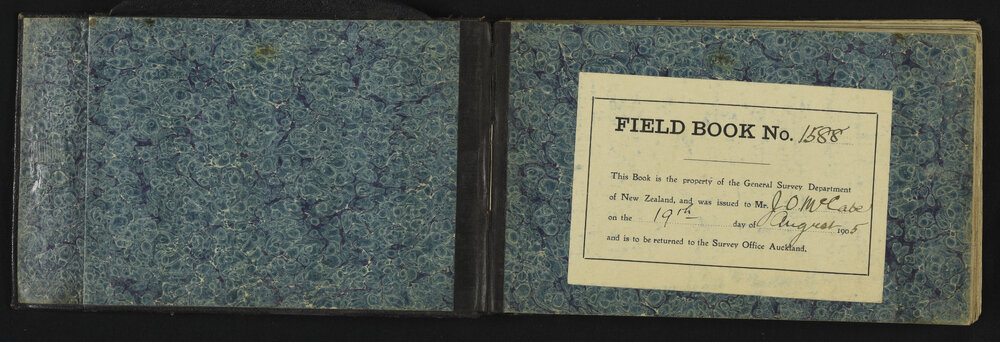 FIELD BOOK No. 1588
This Book is the property of the General Survey Department
of New Zealand, and was issued to Mr. J O McCabe
on the 19th day of August 1905
and is to be returned to the Survey Office Auckland.